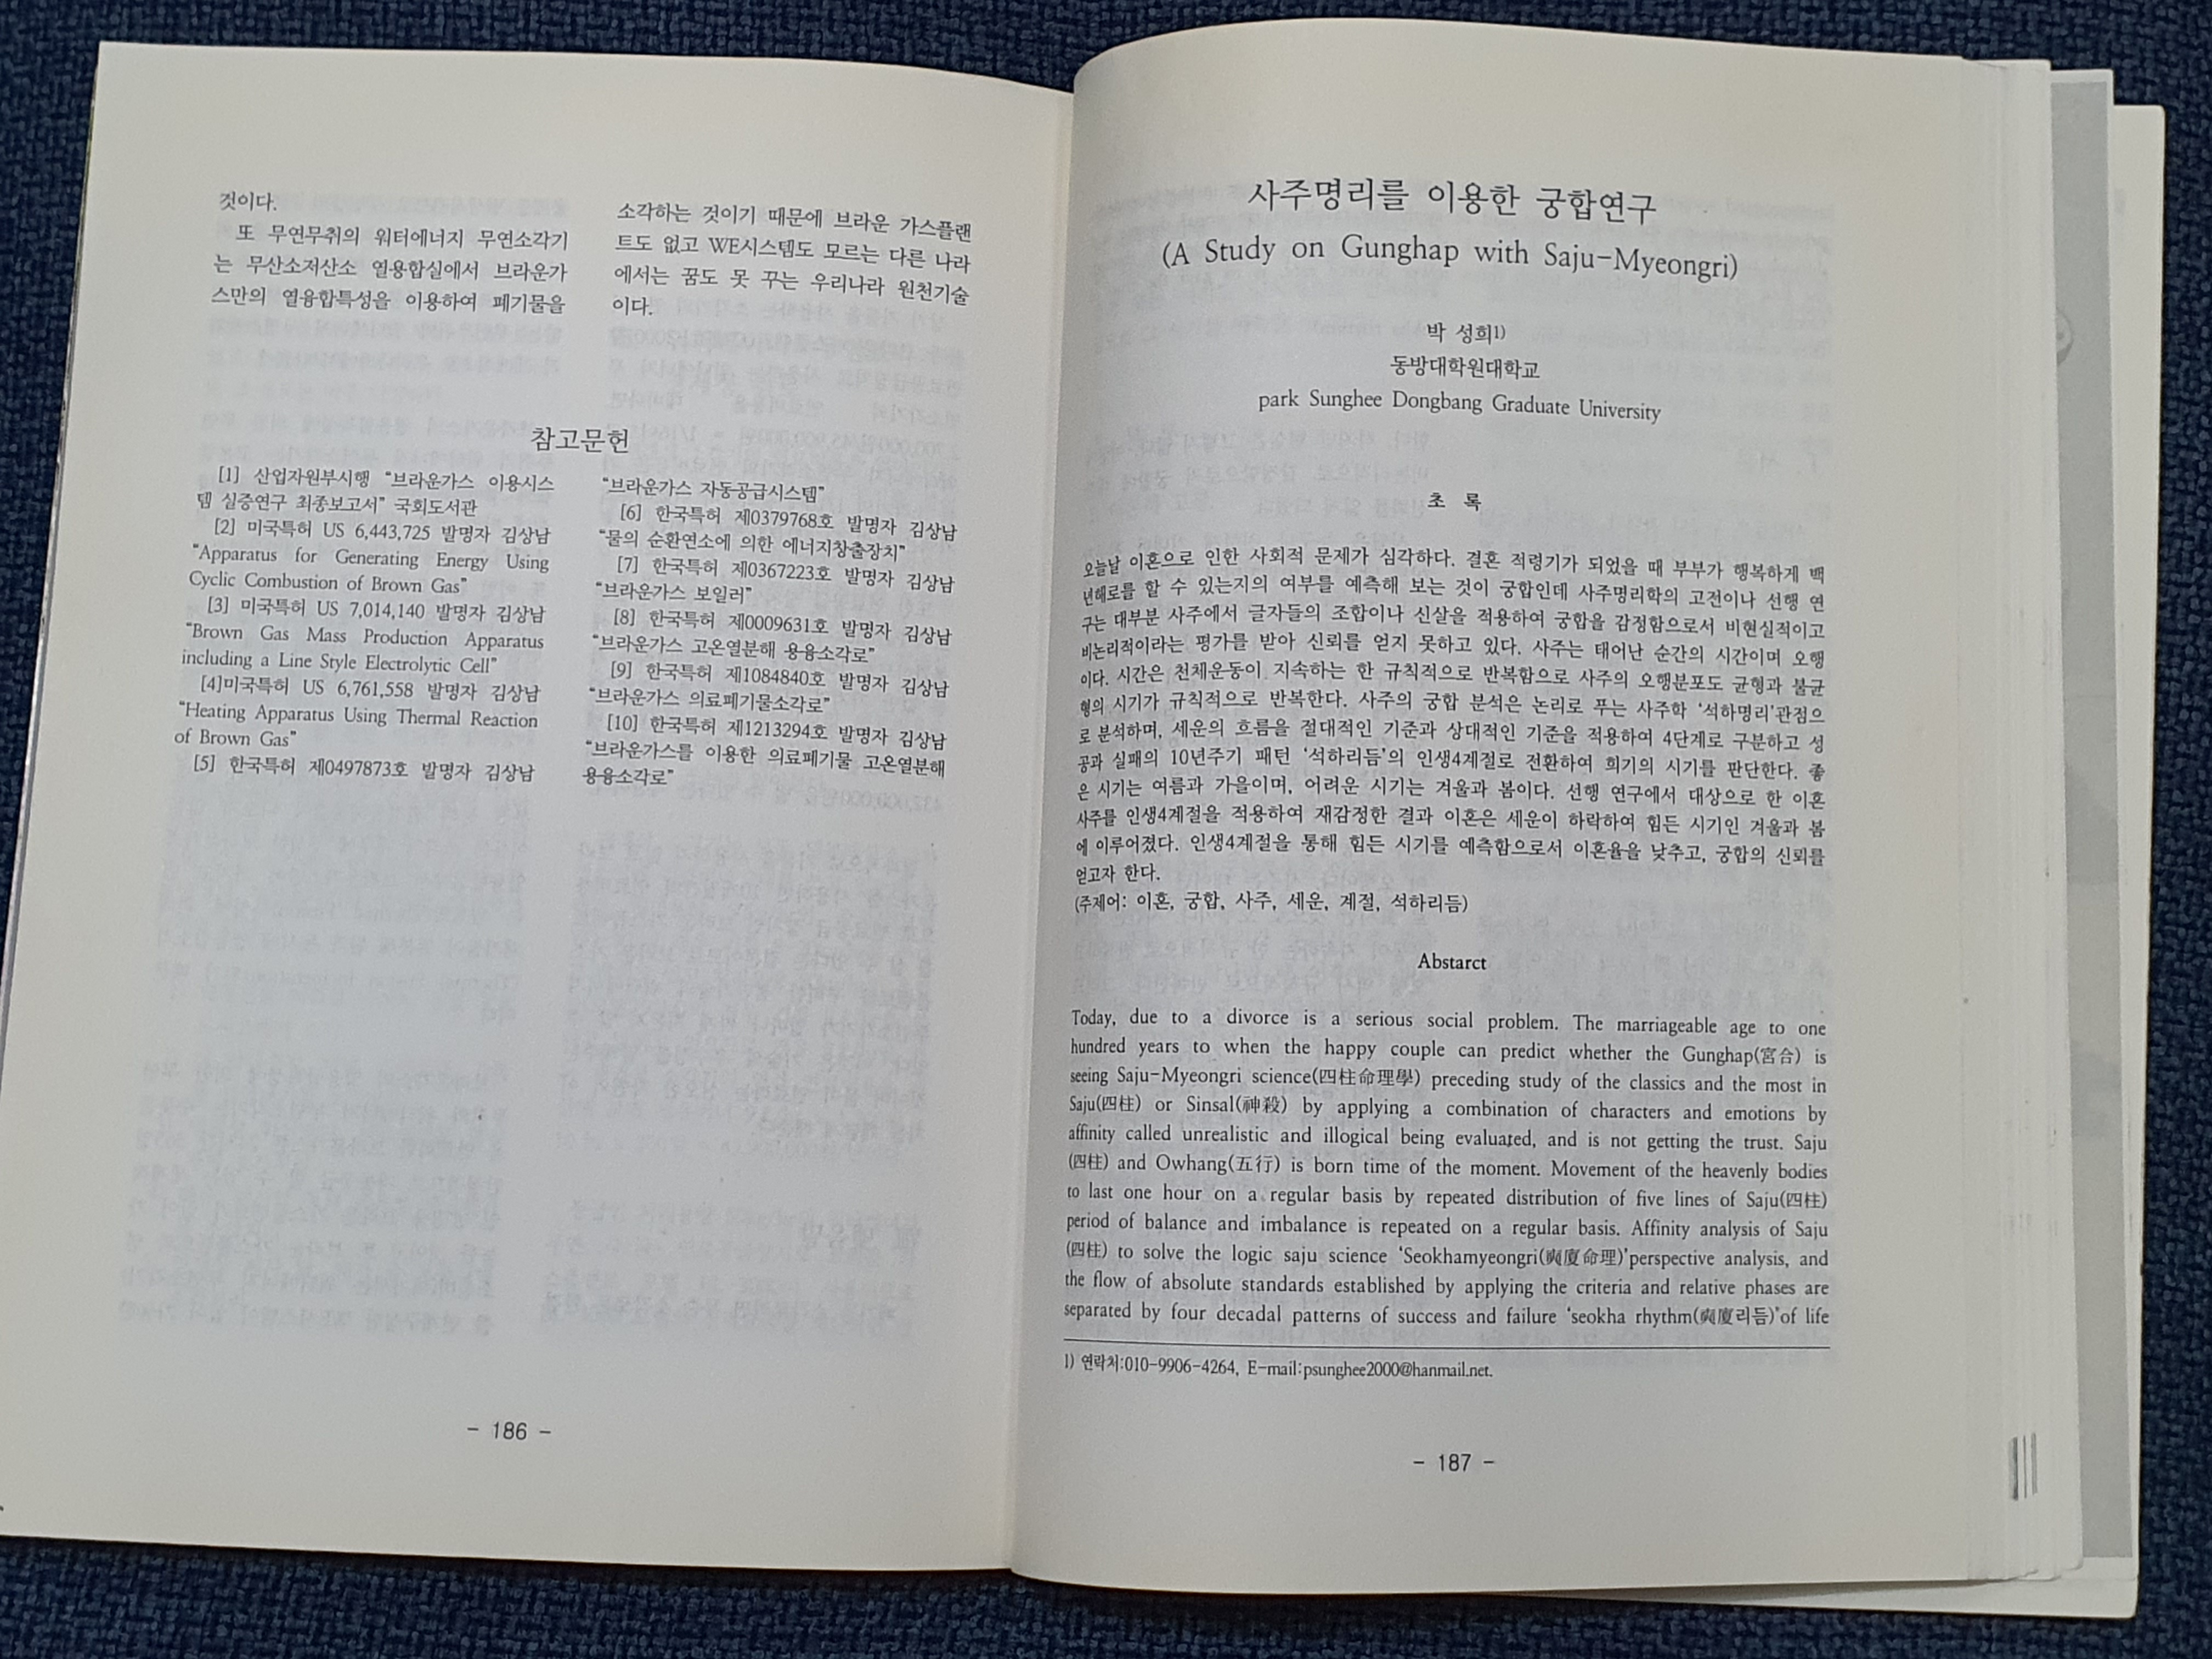 것이다.
또 무연무취의 워터에너지 무연소각기
는 무산소저산소 열용합실에서 브라운가
스만의 열융합특성을 이용하여 폐기물을
소각하는 것이기 때문에 브라운 가스플랜
트도 없고 WE시스템도 모르는 다른 나라
에서는 꿈도 못 꾸는 우리나라 원천기술
이다.
참고문헌
[1] 산업자원부시행 “브라운가스 이용시스
템 실증연구 최종보고서” 국회도서관
[2] 미국특허 US 6,443,725 발명자 김상남
“Apparatus for Generating Energy Using
Cyclic Combustion of Brown Gas”
[3] 미국특허 US 7,014,140 발명자 김상남
“Brown Gas Mass Production Apparatus
including a Line Style Electrolytic Cell”
[4]미국특허 US 6,761,558 발명자 김상남
“Heating Apparatus Using Thermal Reaction
of Brown Gas”
[5] 한국특허 제0497873호 발명자 김상남
“브라운가스 자동공급시스템”
[6] 한국특허 제0379768호 발명자 김상남
“물의 순환연소에 의한 에너지창출장치”
[7] 한국특허 제0367223호 발명자 김상남
“브라운가스 보일러”
[8] 한국특허 제0009631호 발명자 김상남
“브라운가스 고온열분해 용융소각로”
[9] 한국특허 제1084840호 발명자 김상남
“브라운가스 의료폐기물소각로”
[10] 한국특허 제1213294호 발명자 김상남
“브라운가스를 이용한 의료폐기물 고온열분해
용융소각로”
- 186 -
사주명리를 이용한 궁합연구
(A Study on Gunghap with Saju-Myeongri)
박 성희1)
동방대학원대학교
park Sunghee Dongbang Graduate University
초 록
오늘날 이혼으로 인한 사회적 문제가 심각하다. 결혼 적령기가 되었을 때 부부가 행복하게 백
년해로를 할 수 있는지의 여부를 예측해 보는 것이 궁합인데 사주명리학의 고전이나 선행 연
구는 대부분 사주에서 글자들의 조합이나 신살을 적용하여 궁합을 감정함으로서 비현실적이고
비논리적이라는 평가를 받아 신뢰를 얻지 못하고 있다. 사주는 태어난 순간의 시간이며 오행
이다. 시간은 천체운동이 지속하는 한 규칙적으로 반복함으로 사주의 오행분포도 균형과 불균
형의 시기가 규칙적으로 반복한다. 사주의 궁합 분석은 논리로 푸는 사주학 ‘석하명리’관점으
로 분석하며, 세운의 흐름을 절대적인 기준과 상대적인 기준을 적용하여 4단계로 구분하고 성
공과 실패의 10년주기 패턴 ‘석하리듬’의 인생4계절로 전환하여 희기의 시기를 판단한다. 좋
은 시기는 여름과 가을이며, 어려운 시기는 겨울과 봄이다. 선행 연구에서 대상으로 한 이혼
사주를 인생4계절을 적용하여 재감정한 결과 이혼은 세운이 하락하여 힘든 시기인 겨울과 봄
에 이루어졌다. 인생4계절을 통해 힘든 시기를 예측함으로서 이혼율을 낮추고, 궁합의 신뢰를
얻고자 한다.
(주제어: 이혼, 궁합, 사주, 세운, 계절, 석하리듬)
Abstarct
Today, due to a divorce is a serious social problem. The marriageable age to one
hundred years to when the happy couple can predict whether the Gunghap(宮合) is
seeing Saju-Myeongri science(四柱命理學) preceding study of the classics and the most in
Saju(四柱) or Sinsal(神殺) by applying a combination of characters and emotions by
affinity called unrealistic and illogical being evaluated, and is not getting the trust. Saju
(四柱) and Owhang(五行) is born time of the moment. Movement of the heavenly bodies
to last one hour on a regular basis by repeated distribution of five lines of Saju(四柱)
period of balance and imbalance is repeated on a regular basis. Affinity analysis of Saju
(四柱) to solve the logic saju science ‘Seokhamyeongri(奭廈命理)’perspective analysis, and
the flow of absolute standards established by applying the criteria and relative phases are
separated by four decadal patterns of success and failure ‘seokha rhythm(奭廈리듬)’of life
1) 연락처:010-9906-4264, E-mail:psunghee2000@hanmail.net.
- 187 -